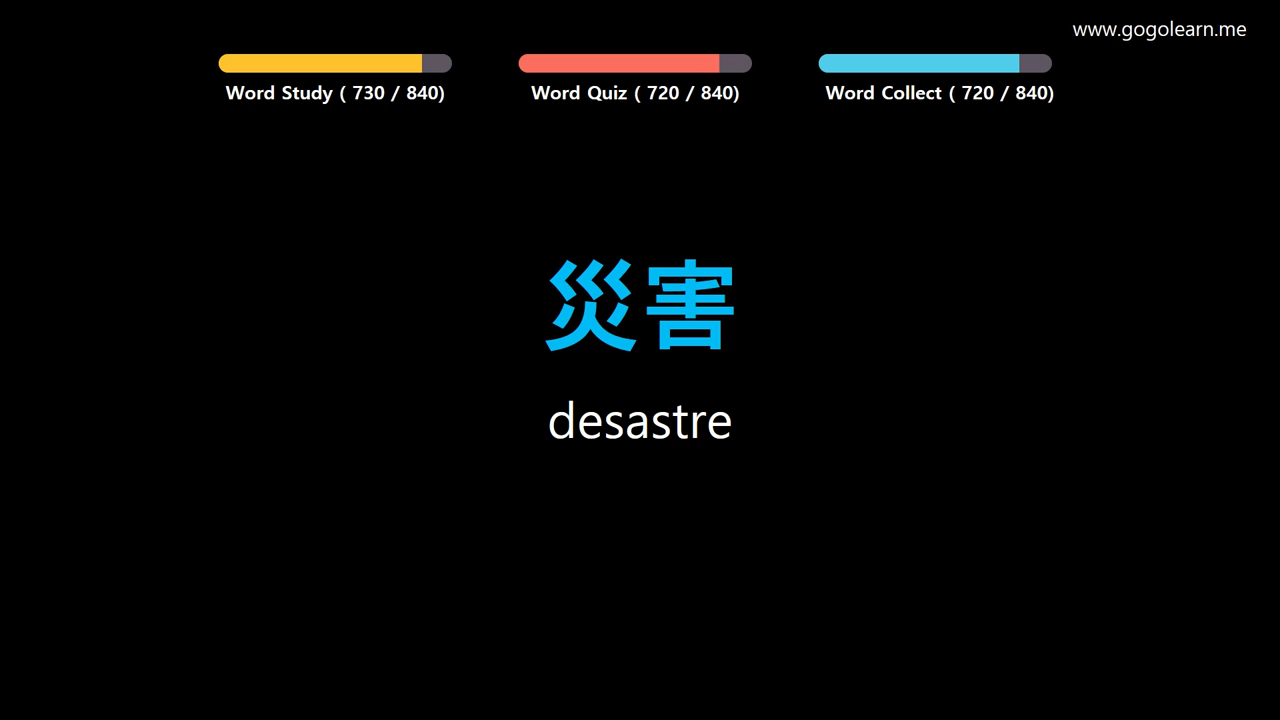 www.gogolearn.me
Word Study ( 730 / 840)
Word Quiz ( 720 / 840)
Word Collect ( 720 / 840)
災害
desastre